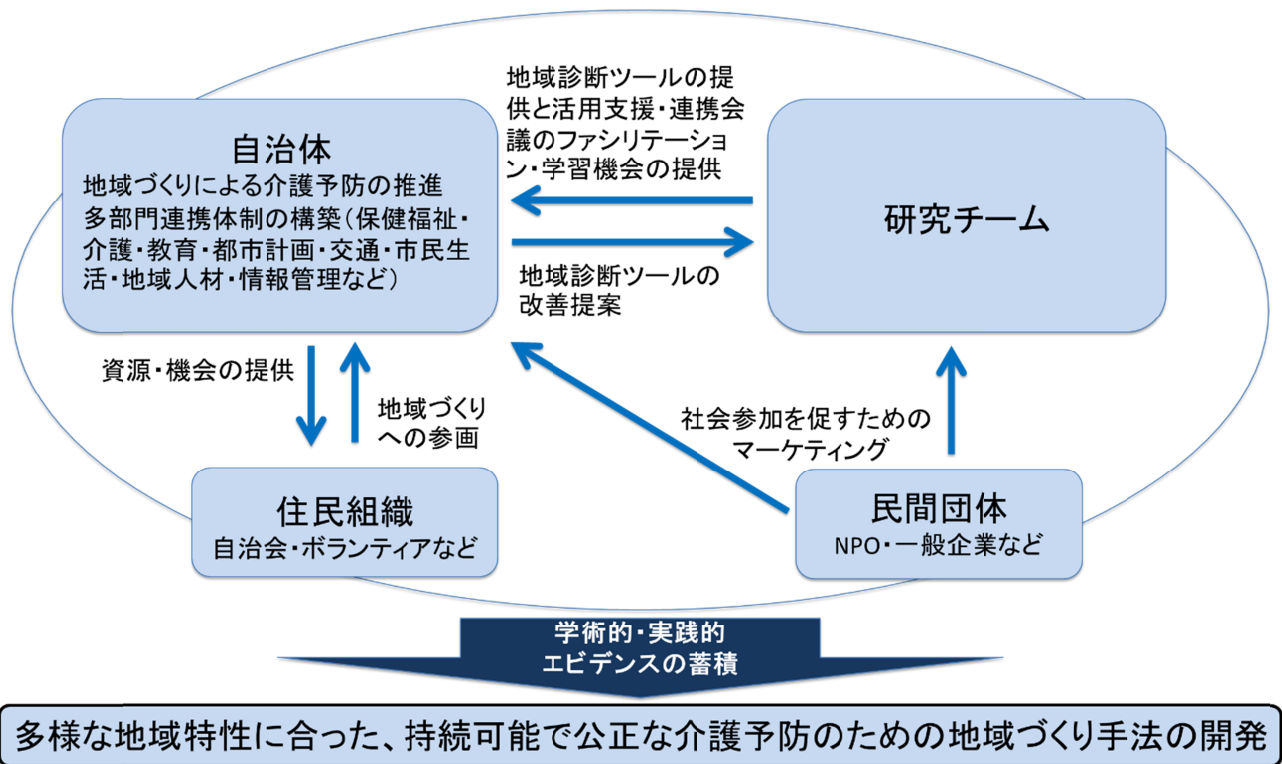 自治体
地域づくりによる介護予防の推進
多部門連携体制の構築(保健福祉・
介護・教育・都市計画・交通・市民生
活・地域人材・情報管理など)
地域診断ツールの提
供と活用支援・連携会
議のファシリテーショ
ン・学習機会の提供
研究チーム
地域診断ツールの
改善提案
資源・機会の提供
地域づくり
への参画
社会参加を促すための
マーケティング
住民組織
自治会・ボランティアなど
民間団体
NPO・一般企業など
学術的・実践的
エビデンスの蓄積
多様な地域特性に合った、持続可能で公正な介護予防のための地域づくり手法の開発